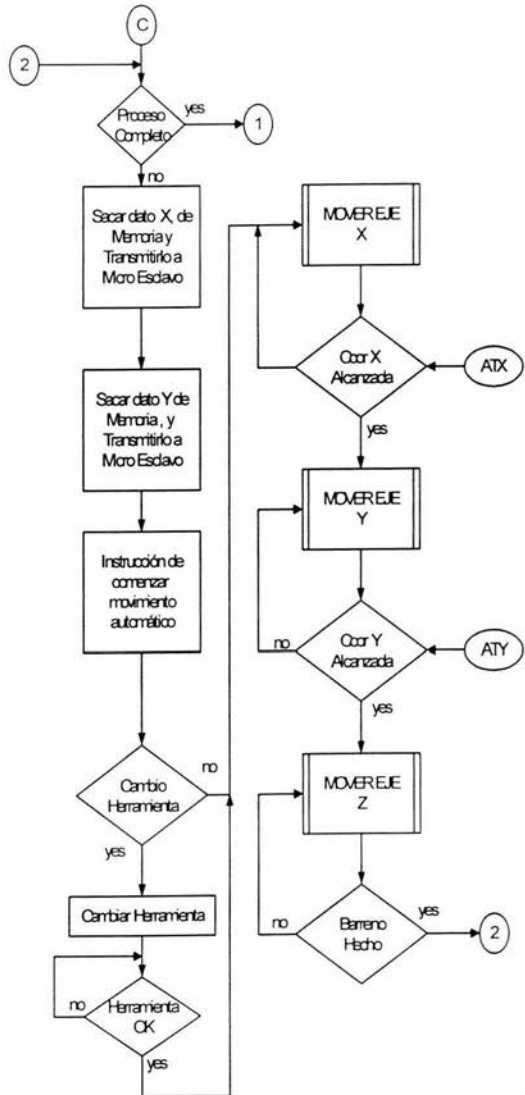 C
2
Proceso
Completo
yes
1
no
Sacar dato X, de
Memoria y
Transmitirlo a
Micro Esclavo
Sacar dato Y de
Memoria , y
Transmitirlo a
Micro Esclavo
Instrucción de
comenzar
movimiento
automático
Cambio
Herramienta
no
yes
Cambiar Herramienta
Herramienta
OK
no
yes
MOVER EJE
X
Coor X
Alcanzada
ATX
yes
MOVER EJE
Y
Coor Y
Alcanzada
no
ATY
yes
MOVER EJE
Z
Barreno
Hecho
no
yes
2